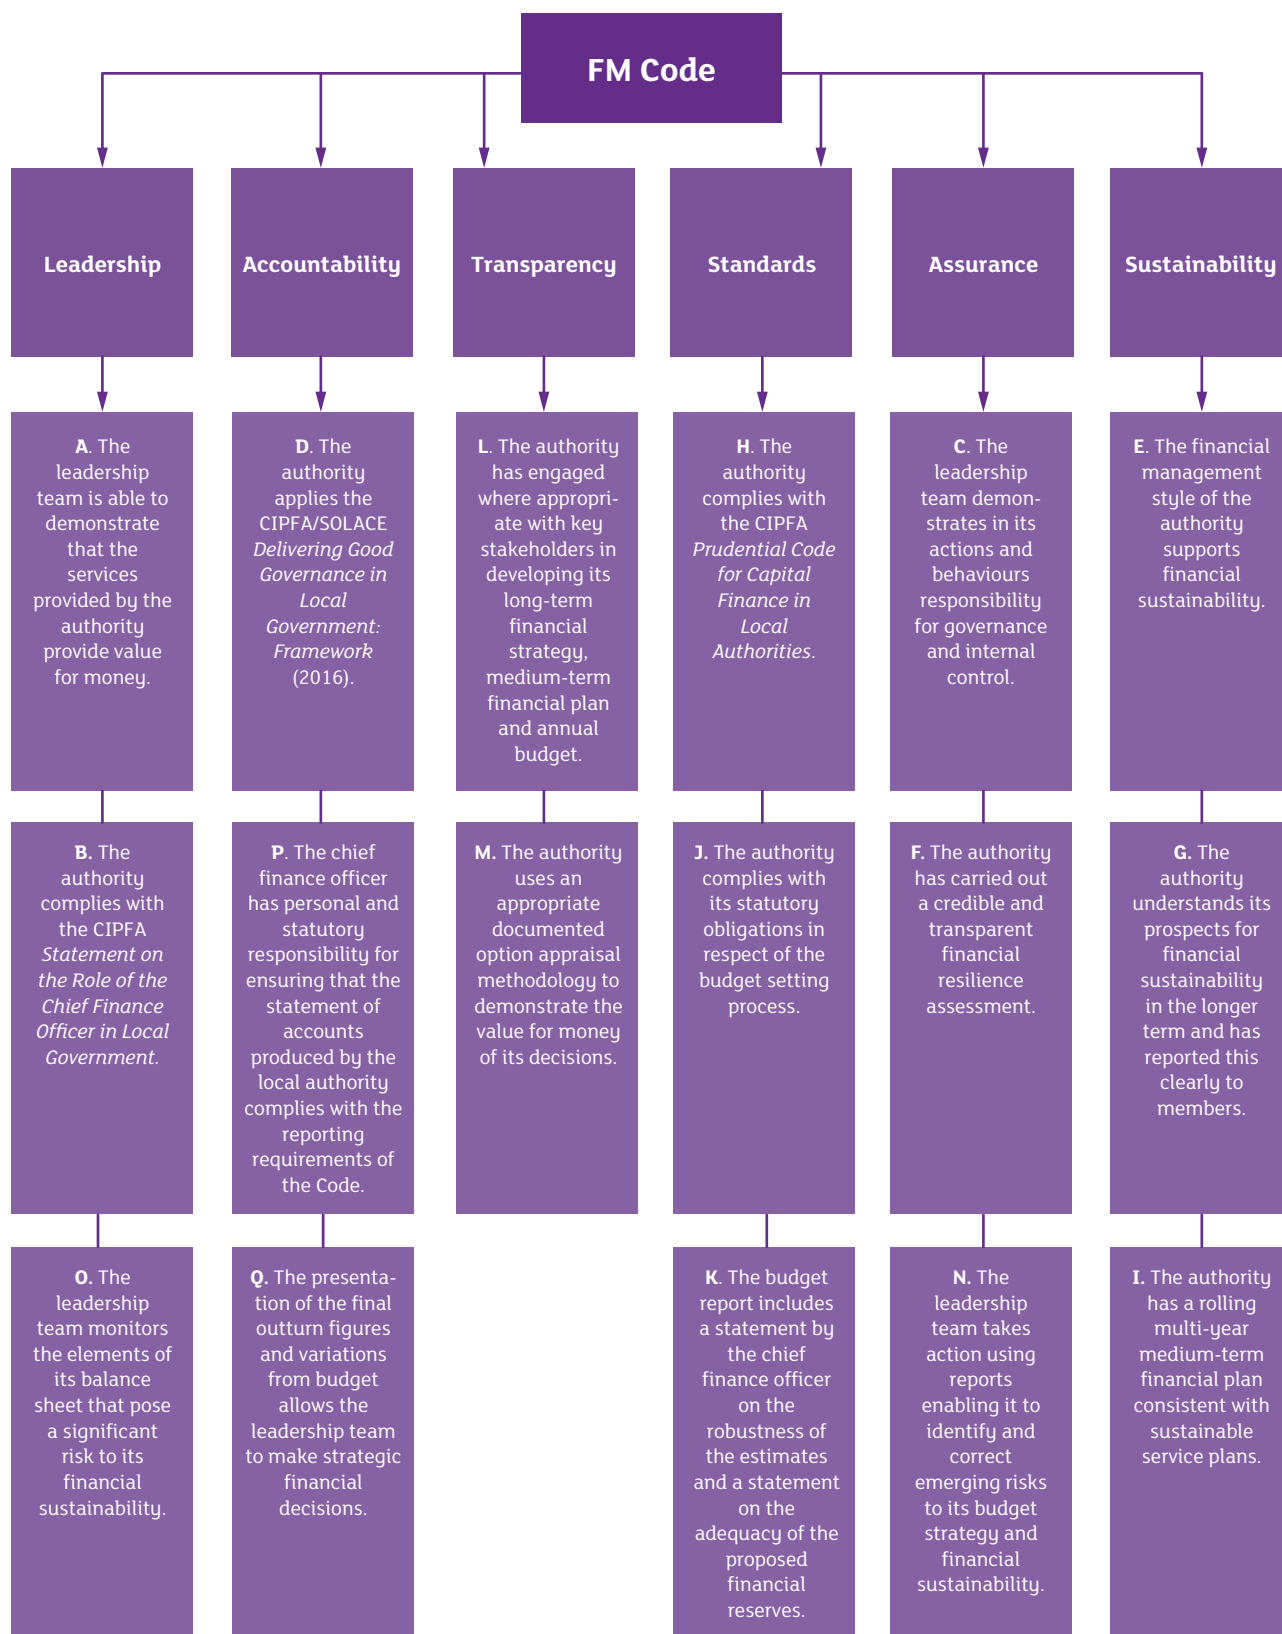 FM Code
Leadership
Accountability
Transparency
Standards
Assurance
Sustainability
A. The
leadership
team is able to
demonstrate
that the
services
provided by the
authority
provide value
for money.
D. The
authority
applies the
CIPFA/SOLACE
Delivering Good
Governance in
Local
Government:
Framework
(2016).
L. The authority
has engaged
where appropri-
ate with key
stakeholders in
developing its
long-term
financial
strategy,
medium-term
financial plan
and annual
budget.
H. The
authority
complies with
the CIPFA
Prudential Code
for Capital
Finance in
Local
Authorities.
C. The
leadership
team demon-
strates in its
actions and
behaviours
responsibility
for governance
and internal
control.
E. The financial
management
style of the
authority
supports
financial
sustainability.
B. The
authority
complies with
the CIPFA
Statement on
the Role of the
Chief Finance
Officer in Local
Government.
P. The chief
finance officer
has personal and
statutory
responsibility for
ensuring that the
statement of
accounts
produced by the
local authority
complies with the
reporting
requirements of
the Code.
M. The authority
uses an
appropriate
documented
option appraisal
methodology to
demonstrate the
value for money
of its decisions.
J. The authority
complies with
its statutory
obligations in
respect of the
budget setting
process.
F. The authority
has carried out
a credible and
transparent
financial
resilience
assessment.
G. The
authority
understands its
prospects for
financial
sustainability
in the longer
term and has
reported this
clearly to
members.
O. The
leadership
team monitors
the elements of
its balance
sheet that pose
a significant
risk to its
financial
sustainability.
Q. The presenta-
tion of the final
outturn figures
and variations
from budget
allows the
leadership team
to make strategic
financial
decisions.
K. The budget
report includes
a statement by
the chief
finance officer
on the
robustness of
the estimates
and a statement
on the
adequacy of the
proposed
financial
reserves.
N. The
leadership
team takes
action using
reports
enabling it to
identify and
correct
emerging risks
to its budget
strategy and
financial
sustainability.
I. The authority
has a rolling
multi-year
medium-term
financial plan
consistent with
sustainable
service plans.